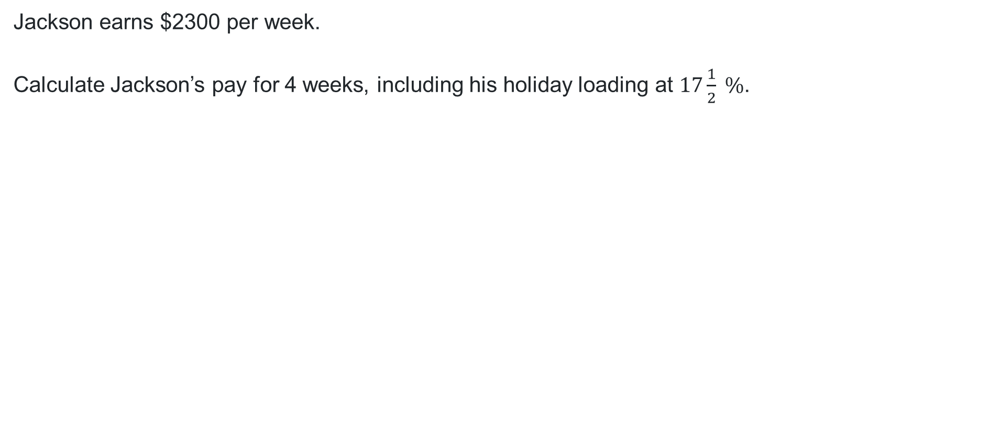 Jackson earns $2300 per week.
Calculate Jackson’s pay for 4 weeks, including his holiday loading at 17 1/2 %.